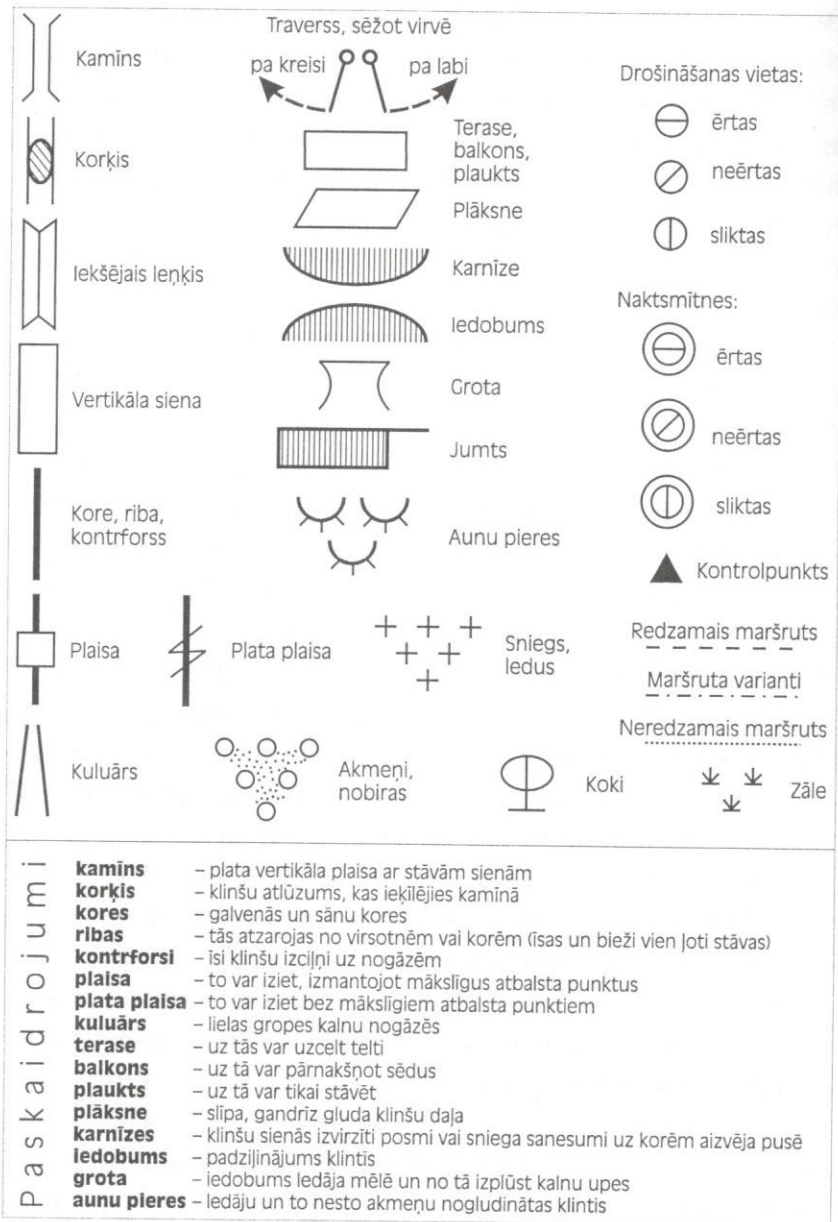 Kamīns
Korķis
Iekšējais leņķis
Vertikāla siena
Kore, riba,
kontrforss
Traverss, sēžot virvē
pa kreisi
pa labi
Terase,
balkons,
plaukts
Plāksne
Karnīze
Iedobums
Grota
Jumts
Aunu pieres
Drošināšanas vietas:
ērtas
neērtas
sliktas
Naktsmītnes:
ērtas
neērtas
sliktas
Kontrolpunkts
Plaisa
Plata plaisa
Sniegs,
ledus
Redzamais maršruts
Maršruta varianti
Neredzamais maršruts
Kuluārs
Akmeņi,
nobiras
Koki
Zāle
Paskaidrojumi
kamīns – plata vertikāla plaisa ar stāvām sienām
korķis – klinšu atlūzums, kas ieķīlējies kamīnā
kores – galvenās un sānu kores
ribas – tās atzarojas no virsotnēm vai korēm (īsas un bieži vien ļoti stāvas)
kontrforsi – īsi klinšu izciļņi uz nogāzēm
plaisa – to var iziet, izmantojot mākslīgus atbalsta punktus
plata plaisa – to var iziet bez mākslīgiem atbalsta punktiem
kuluārs – lielas gropes kalnu nogāzēs
terase – uz tās var uzcelt telti
balkons – uz tā var pārnakšņot sēdus
plaukts – uz tā var tikai stāvēt
plāksne – slīpa, gandrīz gluda klinšu daļa
karnīzes – klinšu sienās izvirzīti posmi vai sniega sanesumi uz korēm aizvēja pusē
iedobums – padziļinājums klintīs
grota – iedobums ledāja mēlē un no tā izplūst kalnu upes
aunu pieres – ledāju un to nesto akmeņu nogludinātas klintis